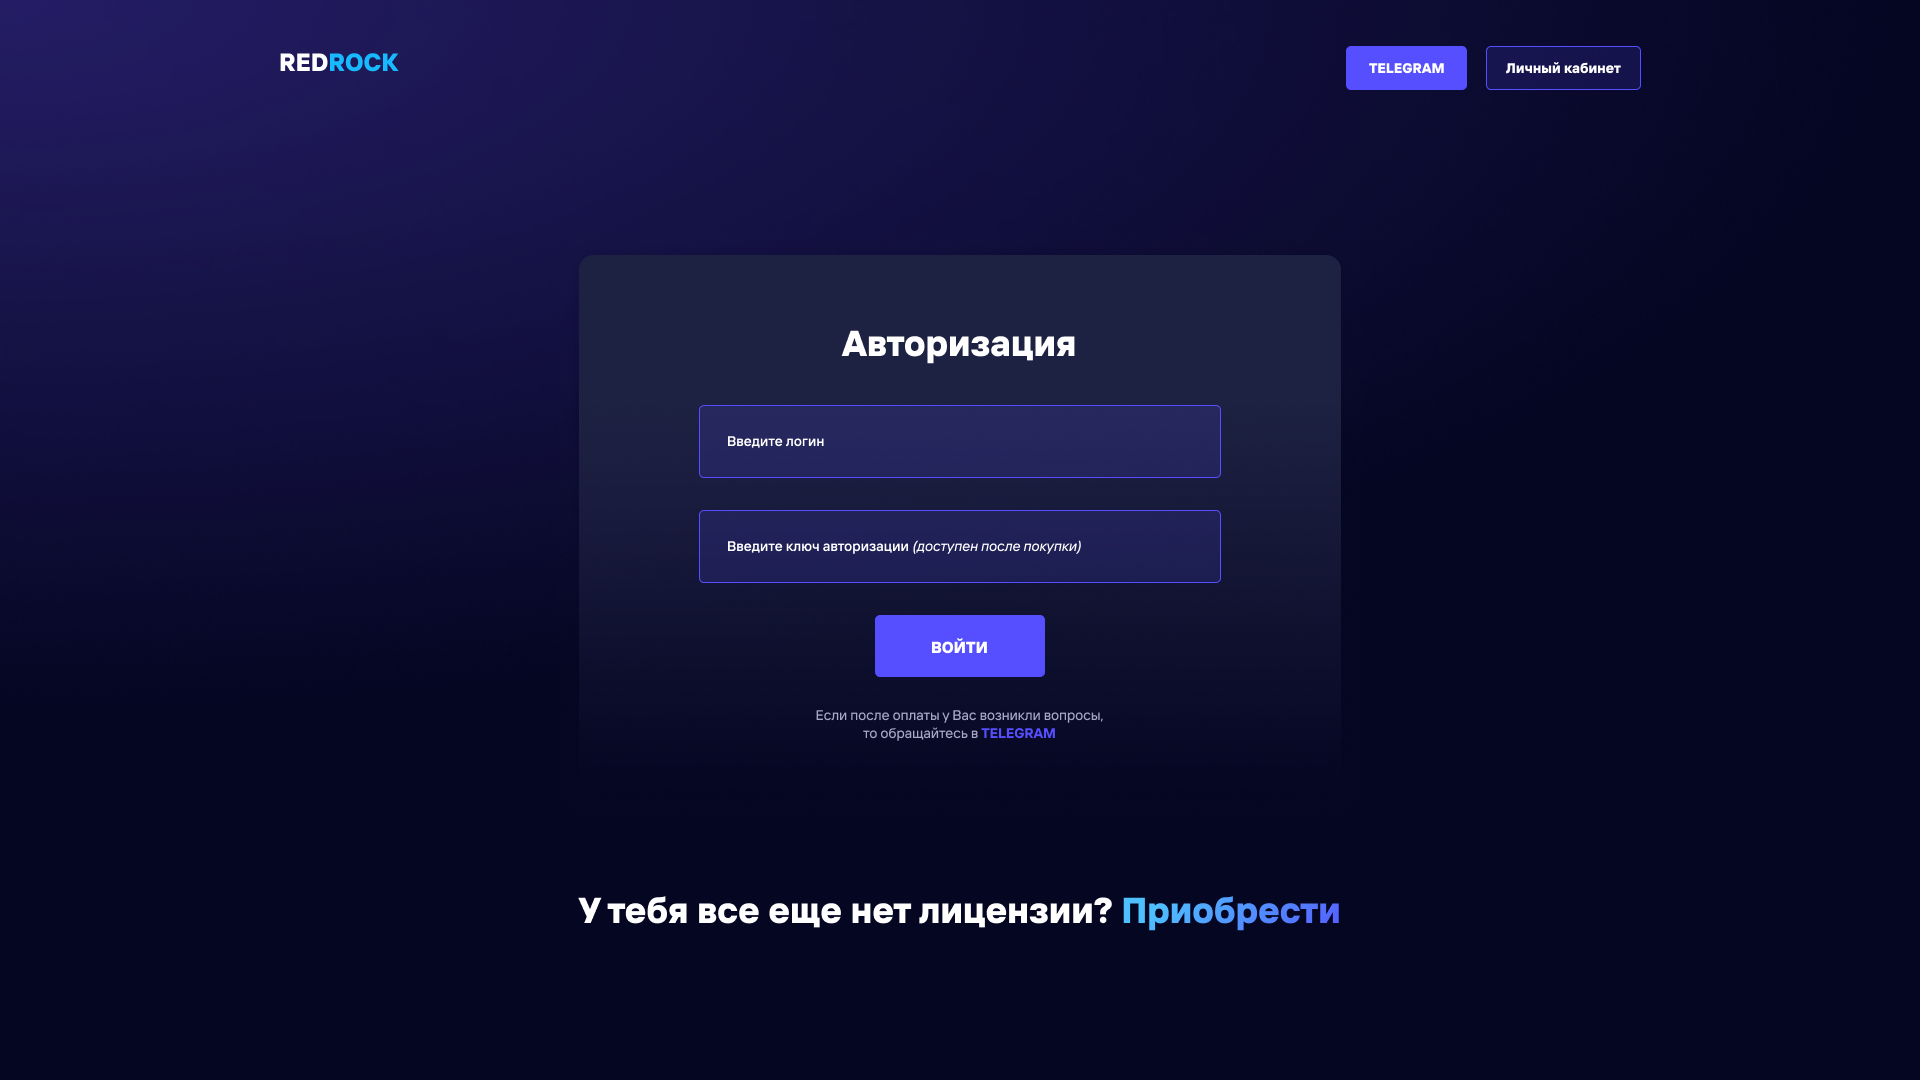 REDROCK
TELEGRAM
Личный кабинет
Авторизация
Введите логин
Введите ключ авторизации (доступен после покупки)
ВОЙТИ
Если после оплаты у Вас возникли вопросы,
то обращайтесь в TELEGRAM
У тебя все еще нет лицензии? Приобрести